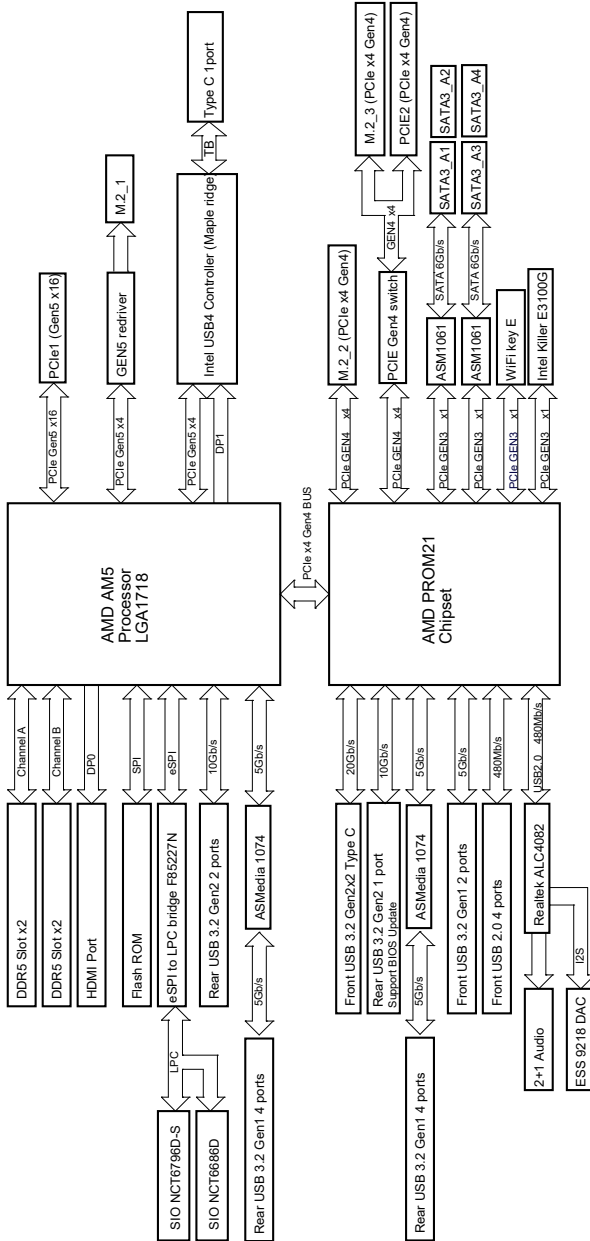 DDR5 Slot x2
Channel A
DDR5 Slot x2
Channel B
HDMI Port
DP0
Flash ROM
SPI
SIO NCT6796D-S
SIO NCT6686D
LPC
eSPI to LPC bridge F85227N
eSPI
Rear USB 3.2 Gen2 2 ports
10Gb/s
Rear USB 3.2 Gen1 4 ports
5Gb/s
ASMedia 1074
5Gb/s
AMD AM5
Processor
LGA1718
PCIe Gen5 x16
PCIe1 (Gen5 x16)
PCIe Gen5 x4
GEN5 redriver
M.2_1
PCIe Gen5 x4
DP1
Intel USB4 Controller (Maple ridge)
TB
Type C 1port
PCIe x4 Gen4 BUS
Front USB 3.2 Gen2x2 Type C
20Gb/s
Rear USB 3.2 Gen2 1 port
Support BIOS Update
10Gb/s
Rear USB 3.2 Gen1 4 ports
5Gb/s
ASMedia 1074
5Gb/s
Front USB 3.2 Gen1 2 ports
5Gb/s
Front USB 2.0 4 ports
480Mb/s
2+1 Audio
ESS 9218 DAC
I2S
Realtek ALC4082
USB2.0 480Mb/s
AMD PROM21
Chipset
PCIe GEN4 x4
M.2_2 (PCIe x4 Gen4)
PCIe GEN4 x4
PCIE Gen4 switch
GEN4 x4
M.2_3 (PCIe x4 Gen4)
PCIE2 (PCIe x4 Gen4)
PCIe GEN3 x1
ASM1061
SATA 6Gb/s
SATA3_A1
SATA3_A2
PCIe GEN3 x1
ASM1061
SATA 6Gb/s
SATA3_A3
SATA3_A4
PCIe GEN3 x1
WiFi key E
PCIe GEN3 x1
Intel Killer E3100G